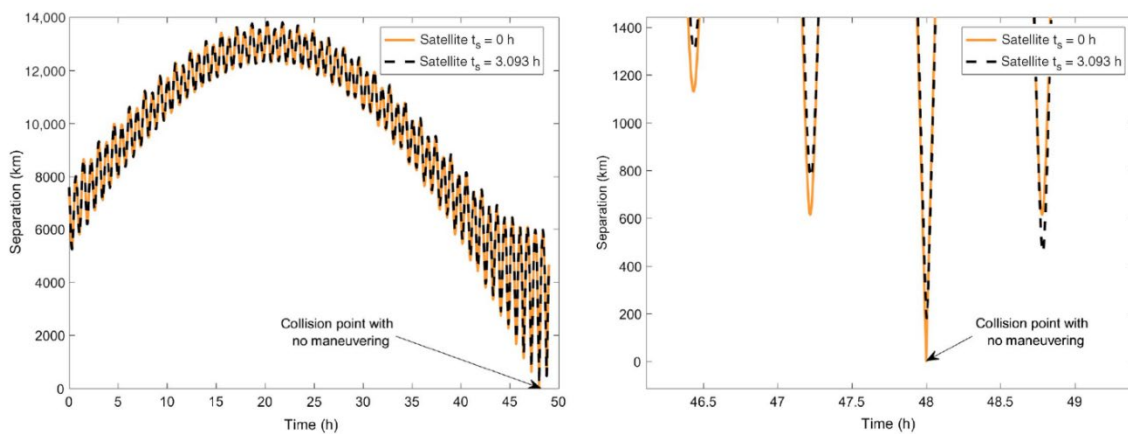 14,000
12,000
10,000
8000
6000
4000
2000
0
Separation (km)
0 5 10 15 20 25 30 35 40 45 50
Time (h)
Satellite t_s = 0 h
Satellite t_s = 3.093 h
Collision point with
no maneuvering
1400
1200
1000
800
600
400
200
0
Separation (km)
46.5 47 47.5 48 48.5 49
Time (h)
Satellite t_s = 0 h
Satellite t_s = 3.093 h
Collision point with
no maneuvering